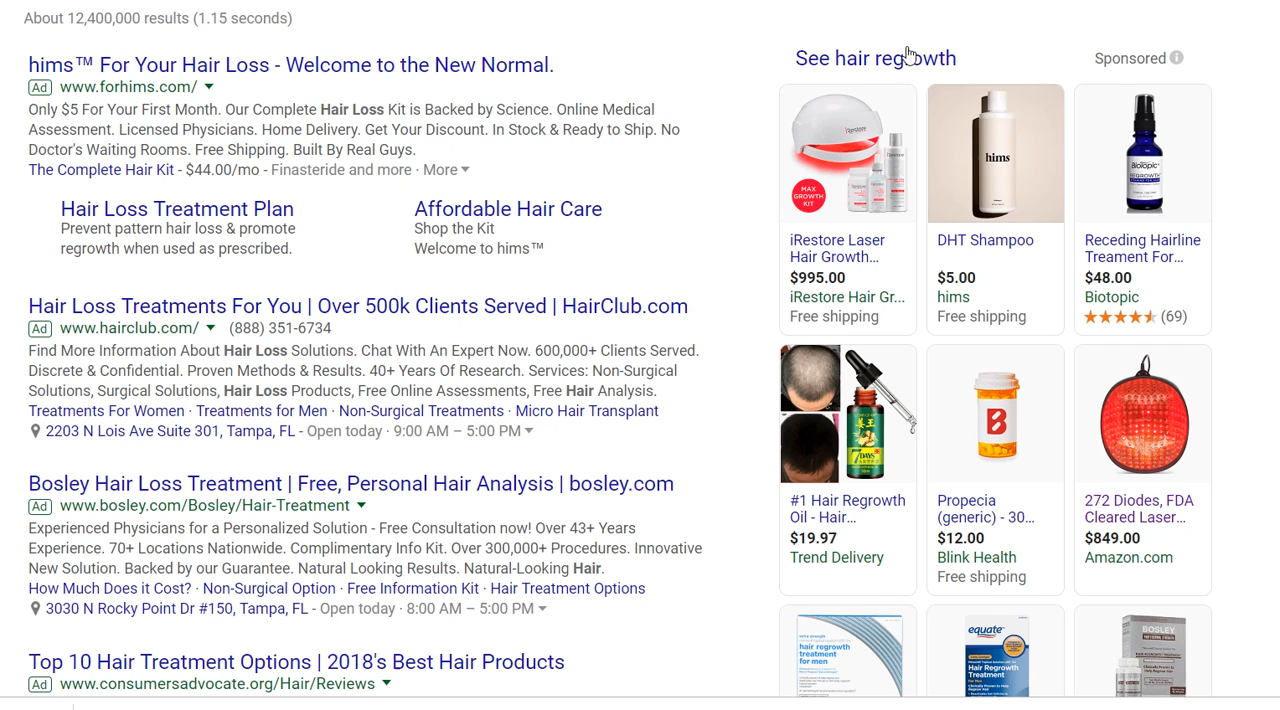 About 12,400,000 results (1.15 seconds)
hims™ For Your Hair Loss - Welcome to the New Normal.
Ad www.forhims.com/
Only $5 For Your First Month. Our Complete Hair Loss Kit is Backed by Science. Online Medical
Assessment. Licensed Physicians. Home Delivery. Get Your Discount. In Stock & Ready to Ship. No
Doctor's Waiting Rooms. Free Shipping. Built By Real Guys.
The Complete Hair Kit - $44.00/mo - Finasteride and more · More
Hair Loss Treatment Plan
Prevent pattern hair loss & promote
regrowth when used as prescribed.
Affordable Hair Care
Shop the Kit
Welcome to hims™
Hair Loss Treatments For You | Over 500k Clients Served | HairClub.com
Ad www.hairclub.com/ (888) 351-6734
Find More Information About Hair Loss Solutions. Chat With An Expert Now. 600,000+ Clients Served.
Discrete & Confidential. Proven Methods & Results. 40+ Years Of Research. Services: Non-Surgical
Solutions, Surgical Solutions, Hair Loss Products, Free Online Assessments, Free Hair Analysis.
Treatments For Women · Treatments for Men · Non-Surgical Treatments · Micro Hair Transplant
2203 N Lois Ave Suite 301, Tampa, FL - Open today · 9:00 AM – 5:00 PM
Bosley Hair Loss Treatment | Free, Personal Hair Analysis | bosley.com
Ad www.bosley.com/Bosley/Hair-Treatment
Experienced Physicians for a Personalized Solution - Free Consultation now! Over 43+ Years
Experience. 70+ Locations Nationwide. Complimentary Info Kit. Over 300,000+ Procedures. Innovative
New Solution. Backed by our Guarantee. Natural Looking Results. Natural-Looking Hair.
How Much Does it Cost? · Non-Surgical Option · Free Information Kit · Hair Treatment Options
3030 N Rocky Point Dr #150, Tampa, FL - Open today · 8:00 AM – 5:00 PM
Top 10 Hair Treatment Options | 2018's Best Hair Products
Ad www.consumersadvocate.org/Hair/Reviews
See hair regrowth
Sponsored
iRestore
MAX
GROWTH
KIT
iRestore Laser
Hair Growth...
$995.00
iRestore Hair Gr...
Free shipping
hims
DHT Shampoo
$5.00
hims
Free shipping
Biotopic
REGROWTH
Receding Hairline
Treament For...
$48.00
Biotopic
(69)
姜王
7 DAYS
#1 Hair Regrowth
Oil - Hair...
$19.97
Trend Delivery
B
Propecia
(generic) - 30...
$12.00
Blink Health
Free shipping
272 Diodes, FDA
Cleared Laser...
$849.00
Amazon.com
hair regrowth
treatment
for men
equate
Hair Regrowth
Treatment
BOSLEY